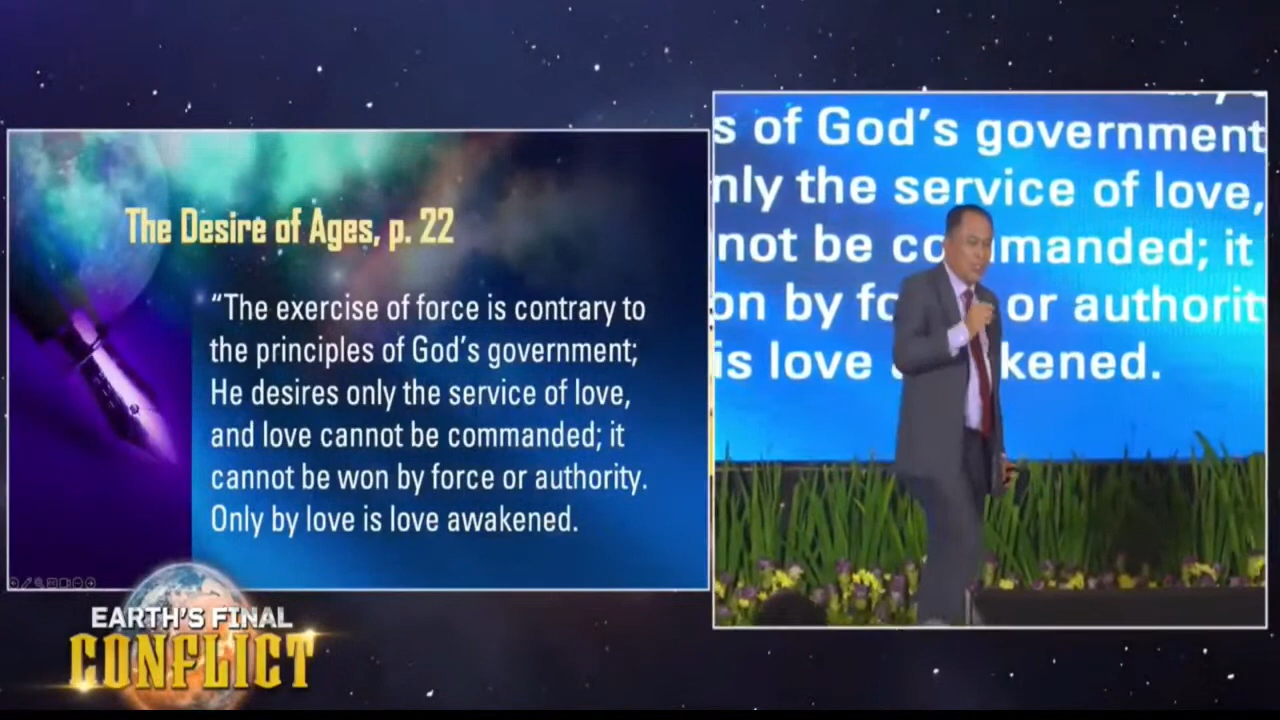 The Desire of Ages, p. 22
“The exercise of force is contrary to
the principles of God’s government;
He desires only the service of love,
and love cannot be commanded; it
cannot be won by force or authority.
Only by love is love awakened.
EARTH'S FINAL
CONFLICT
s of God’s government
nly the service of love,
not be co manded; it
on by fo or authorit
is love kened.